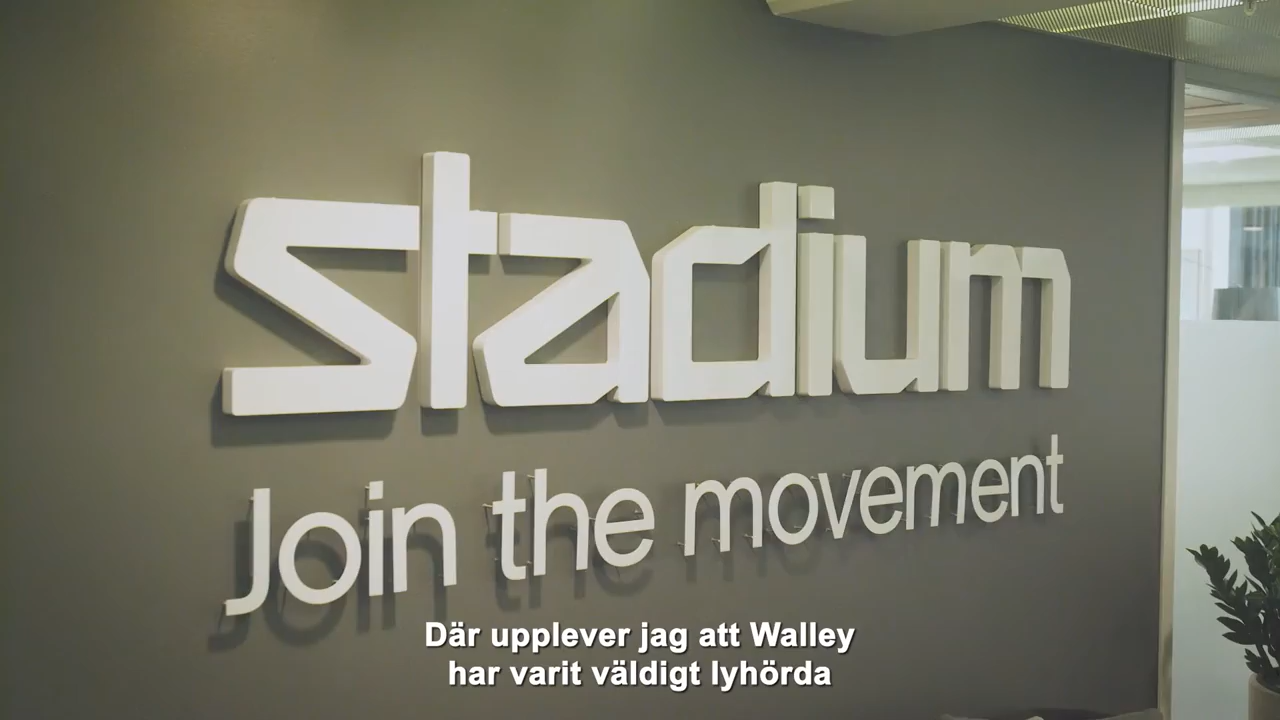 stadium
Join the movement
Där upplever jag att Walley
har varit väldigt lyhörda